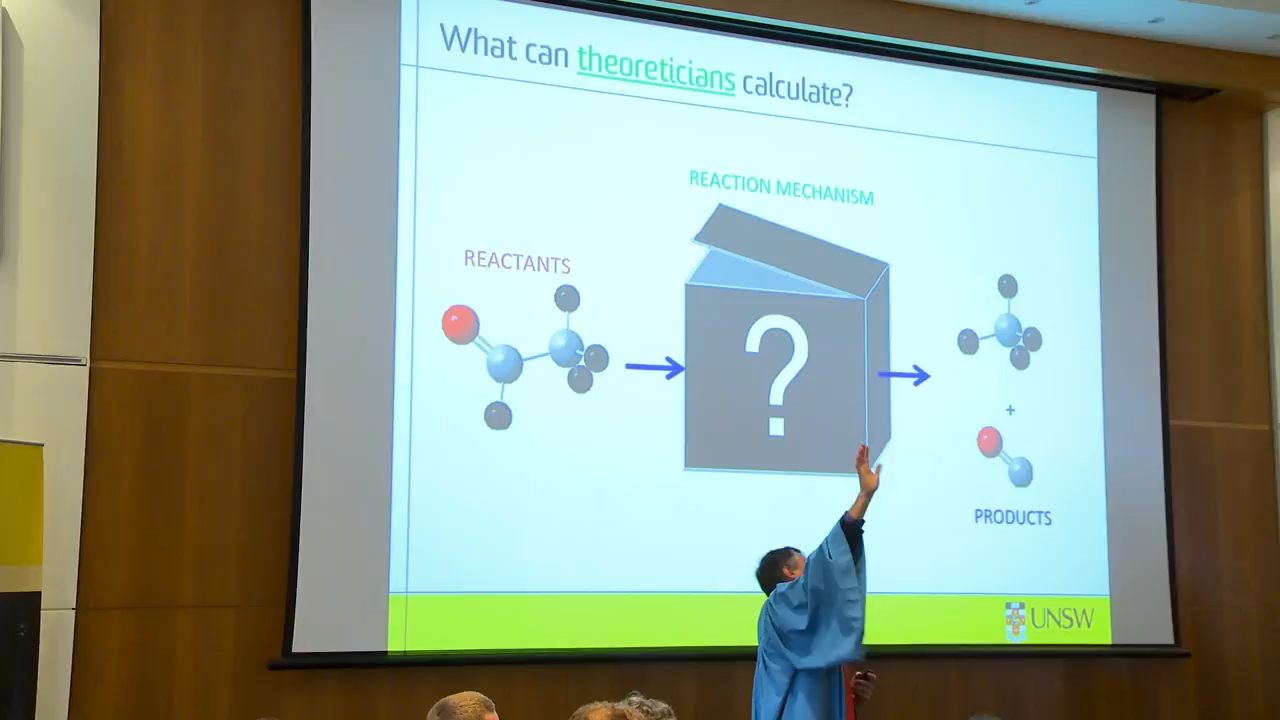 What can theoreticians calculate?
REACTION MECHANISM
REACTANTS
?
+
PRODUCTS
UNSW